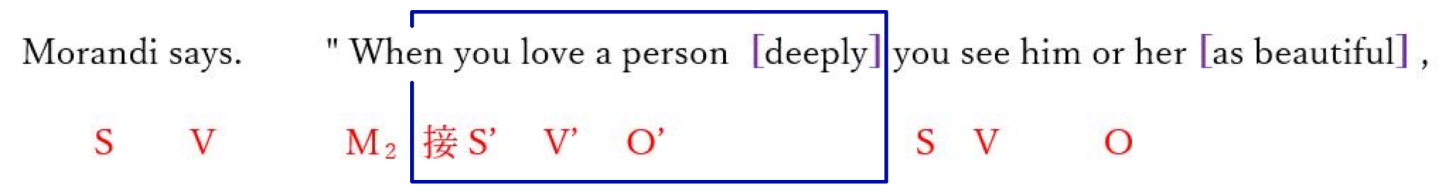 Morandi says. " When you love a person [deeply] you see him or her [as beautiful] ,
S V M₂ 接 S’ V’ O’ S V O